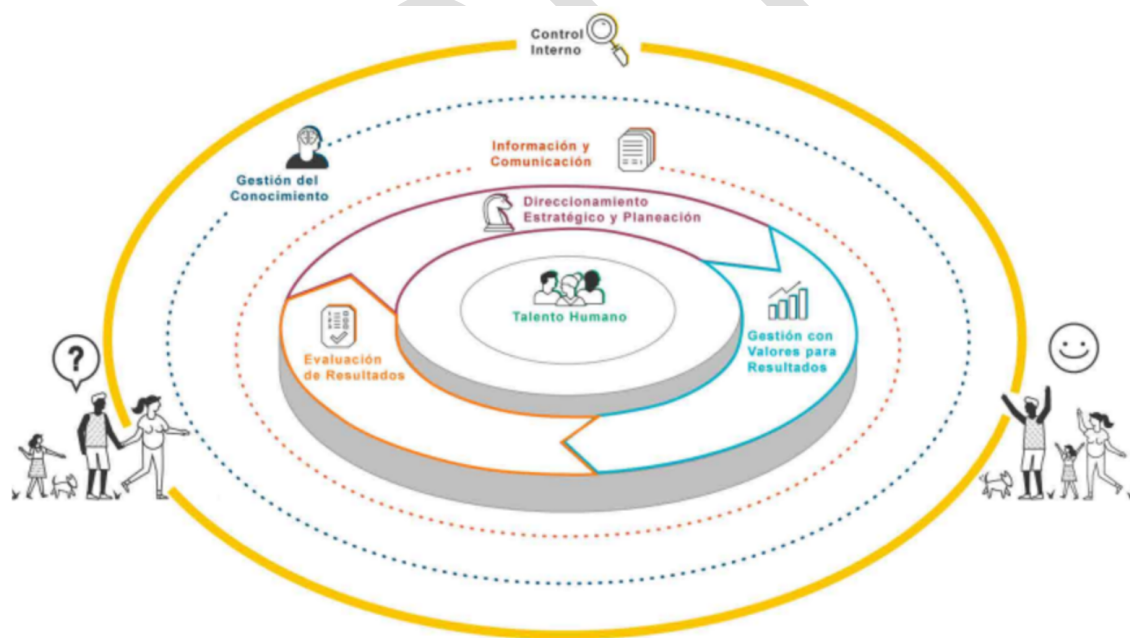 Control
Interno
Gestión del
Conocimiento
Información y
Comunicación
Direccionamiento
Estratégico y Planeación
Talento Humano
Gestión con
Valores para
Resultados
Evaluación
de Resultados
?